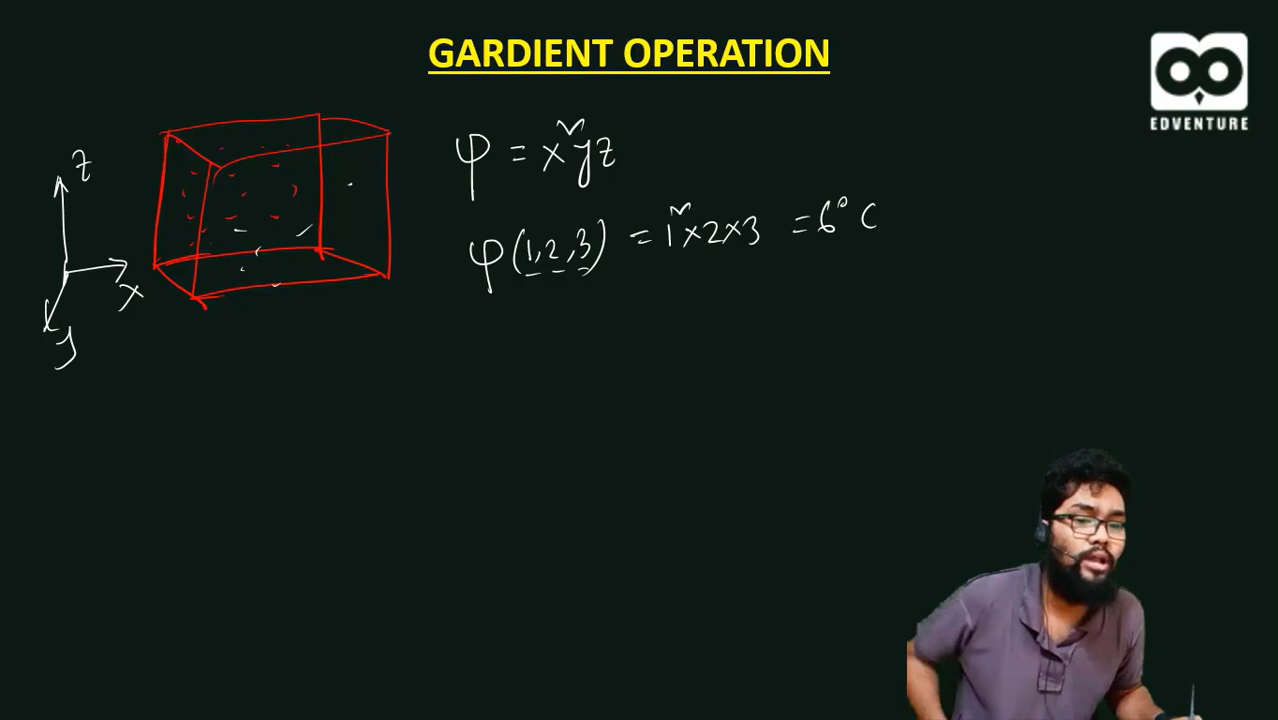 GARDIENT OPERATION
EDVENTURE
z
x
y
φ = x²yz
φ(1,2,3) = 1²×2×3 = 6° C